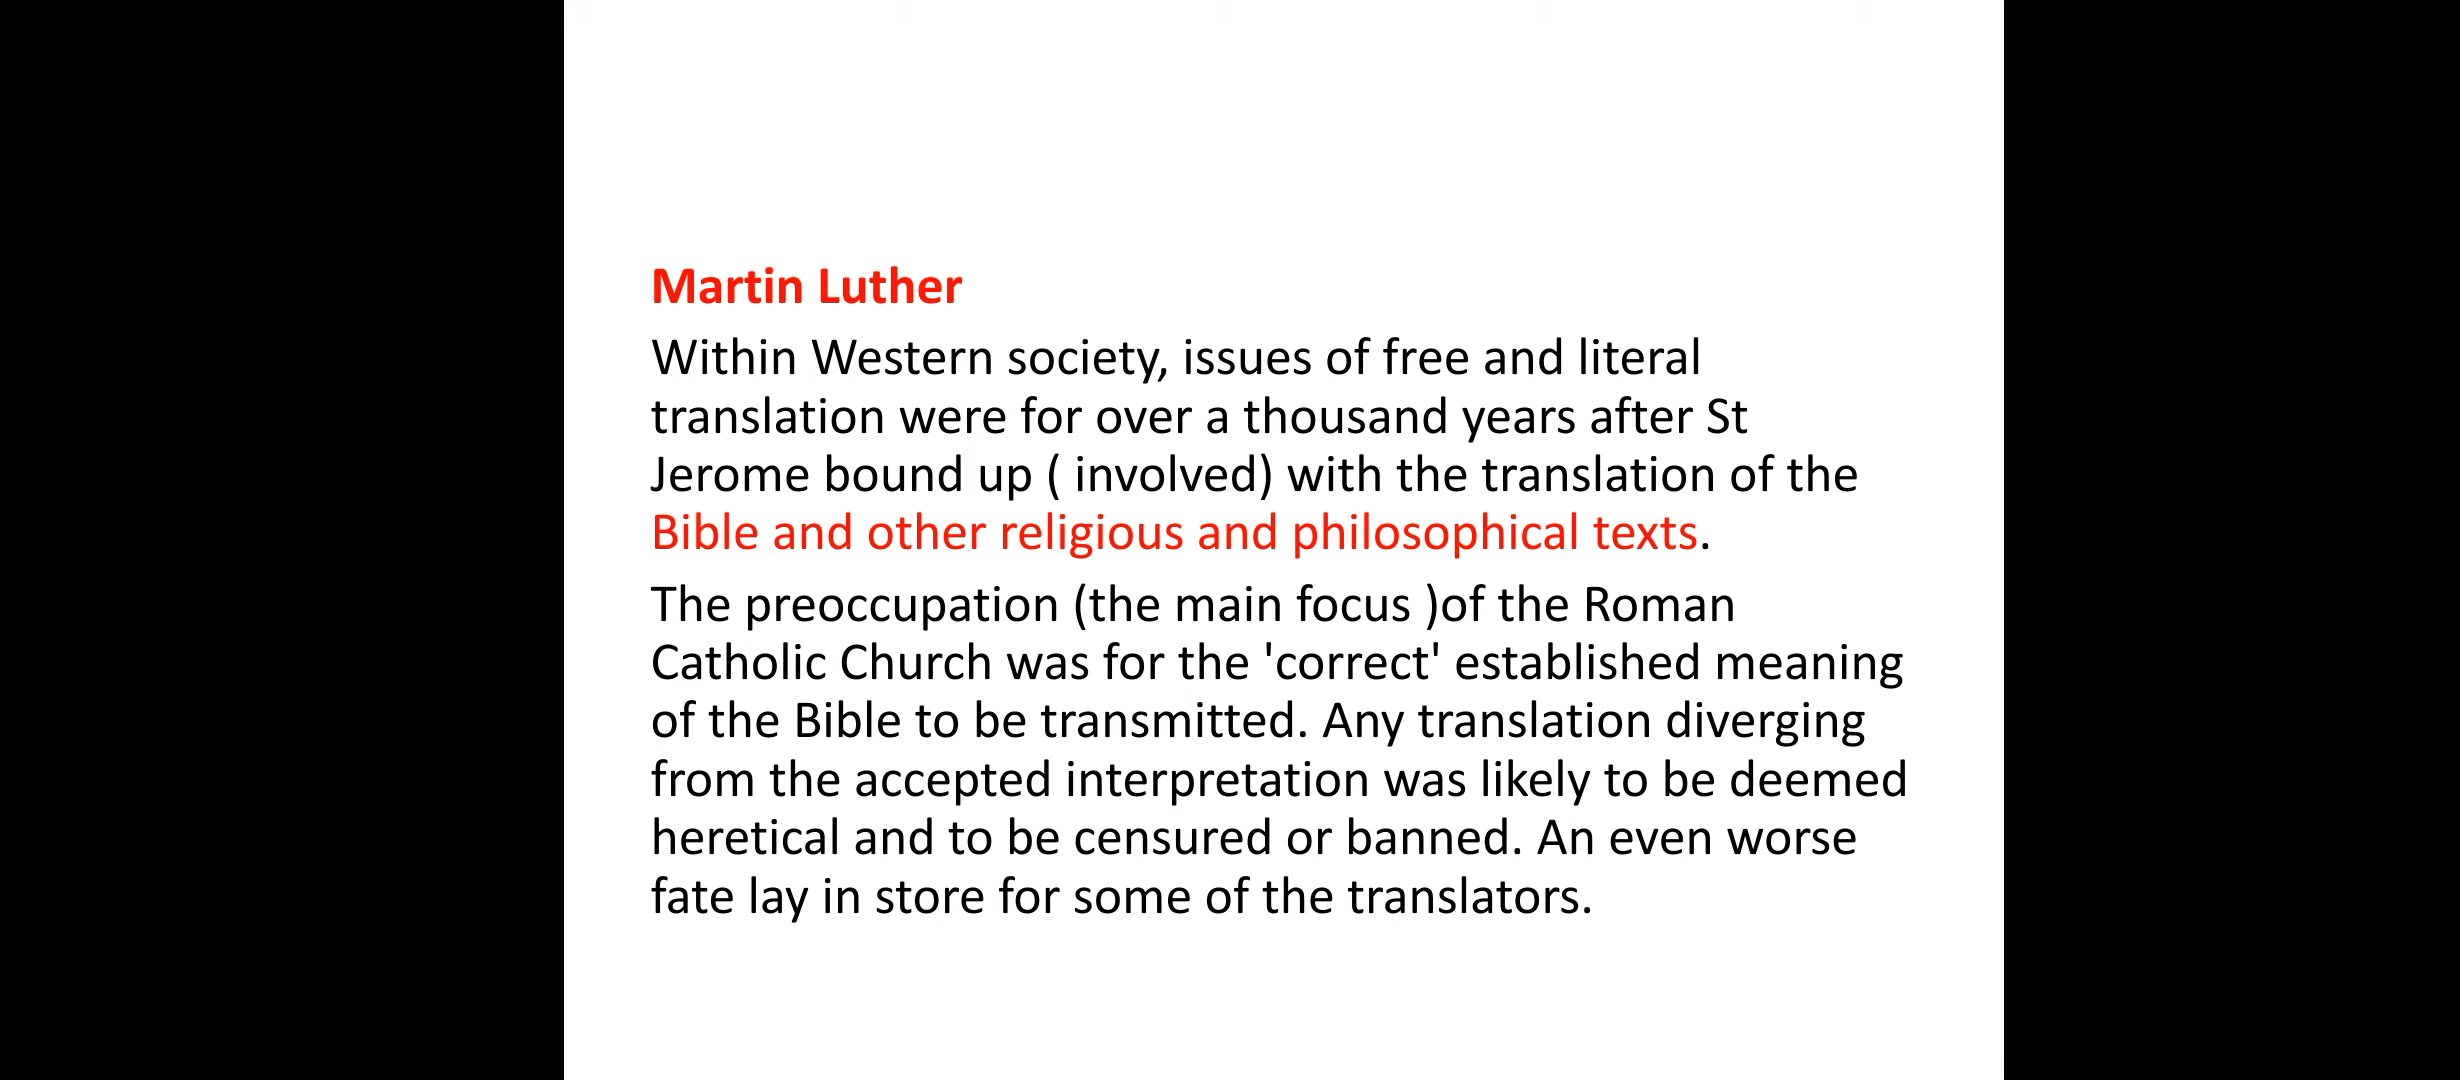 Martin Luther
Within Western society, issues of free and literal
translation were for over a thousand years after St
Jerome bound up ( involved) with the translation of the
Bible and other religious and philosophical texts.
The preoccupation (the main focus )of the Roman
Catholic Church was for the 'correct' established meaning
of the Bible to be transmitted. Any translation diverging
from the accepted interpretation was likely to be deemed
heretical and to be censured or banned. An even worse
fate lay in store for some of the translators.